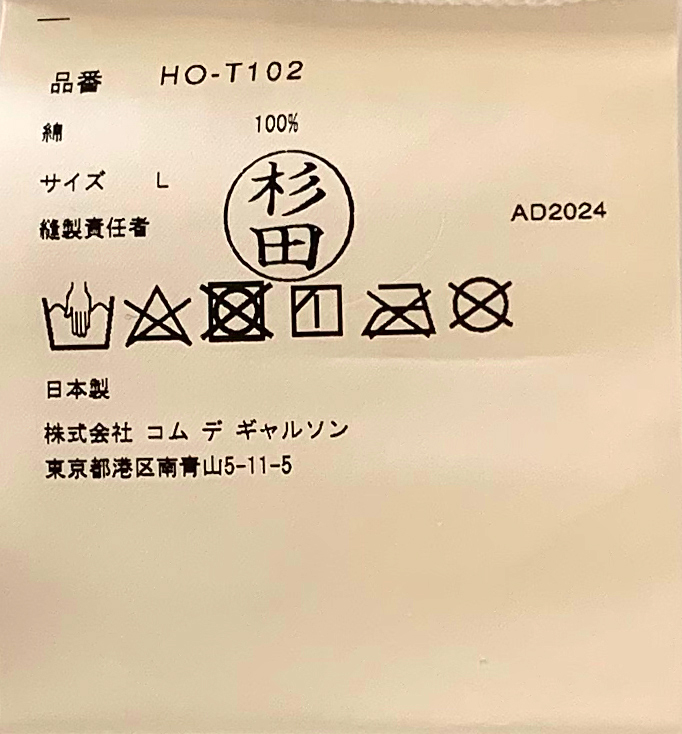 品番 HO-T102
綿 100%
サイズ L
縫製責任者 杉田
AD2024
日本製
株式会社 コム デ ギャルソン
東京都港区南青山5-11-5